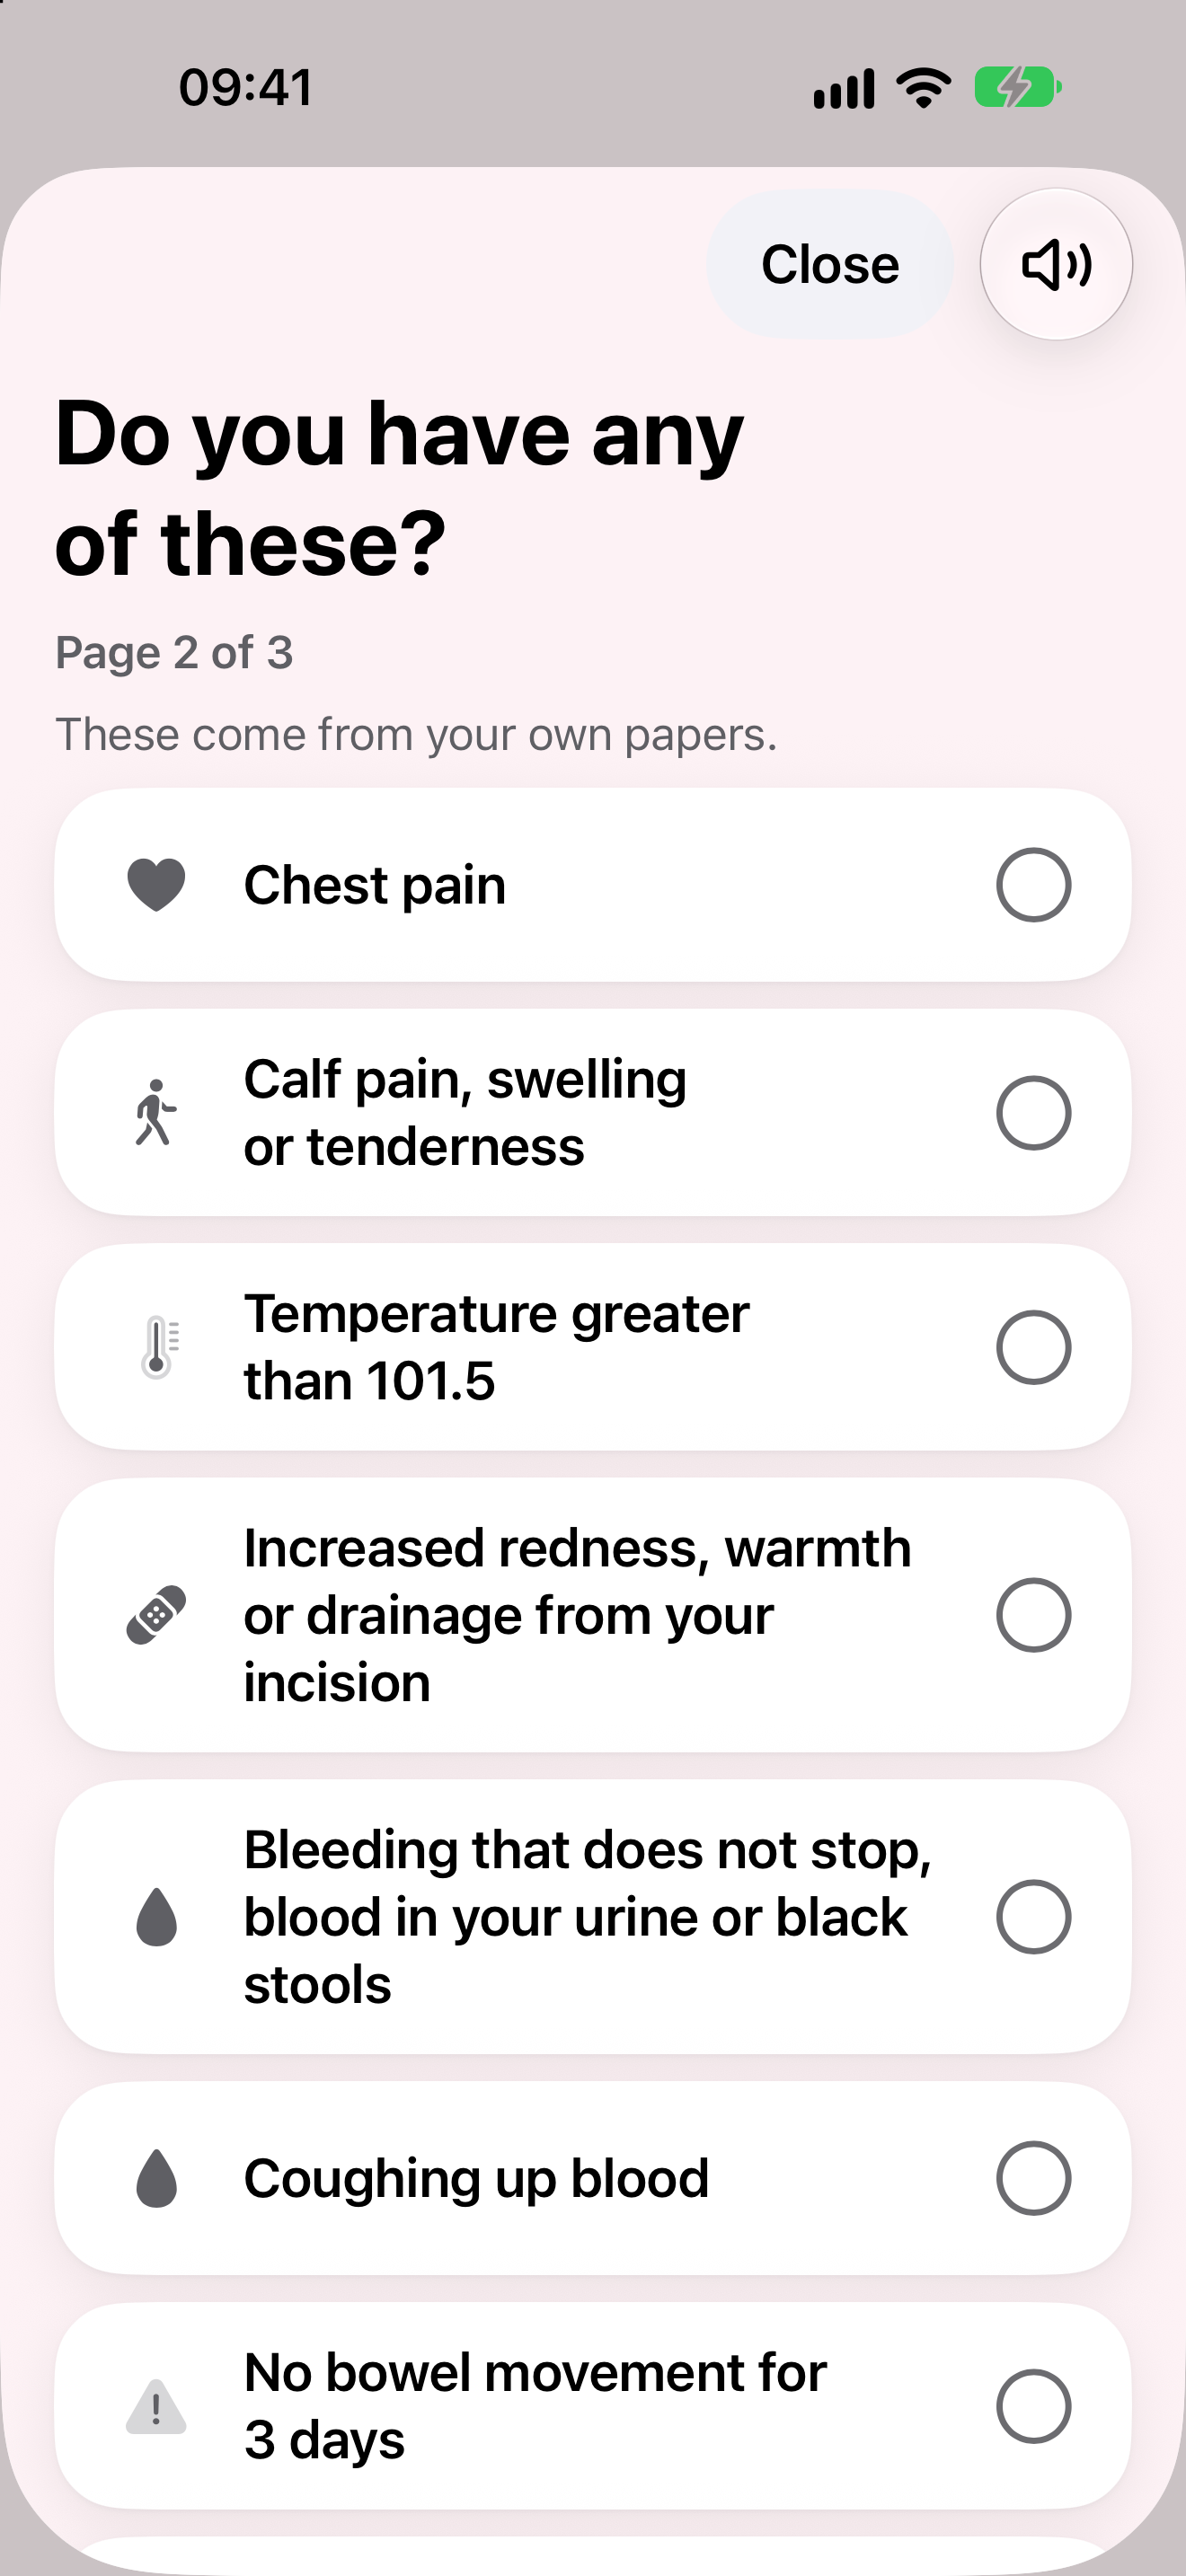 09:41
Close
Do you have any
of these?
Page 2 of 3
These come from your own papers.
Chest pain
Calf pain, swelling
or tenderness
Temperature greater
than 101.5
Increased redness, warmth
or drainage from your
incision
Bleeding that does not stop,
blood in your urine or black
stools
Coughing up blood
No bowel movement for
3 days